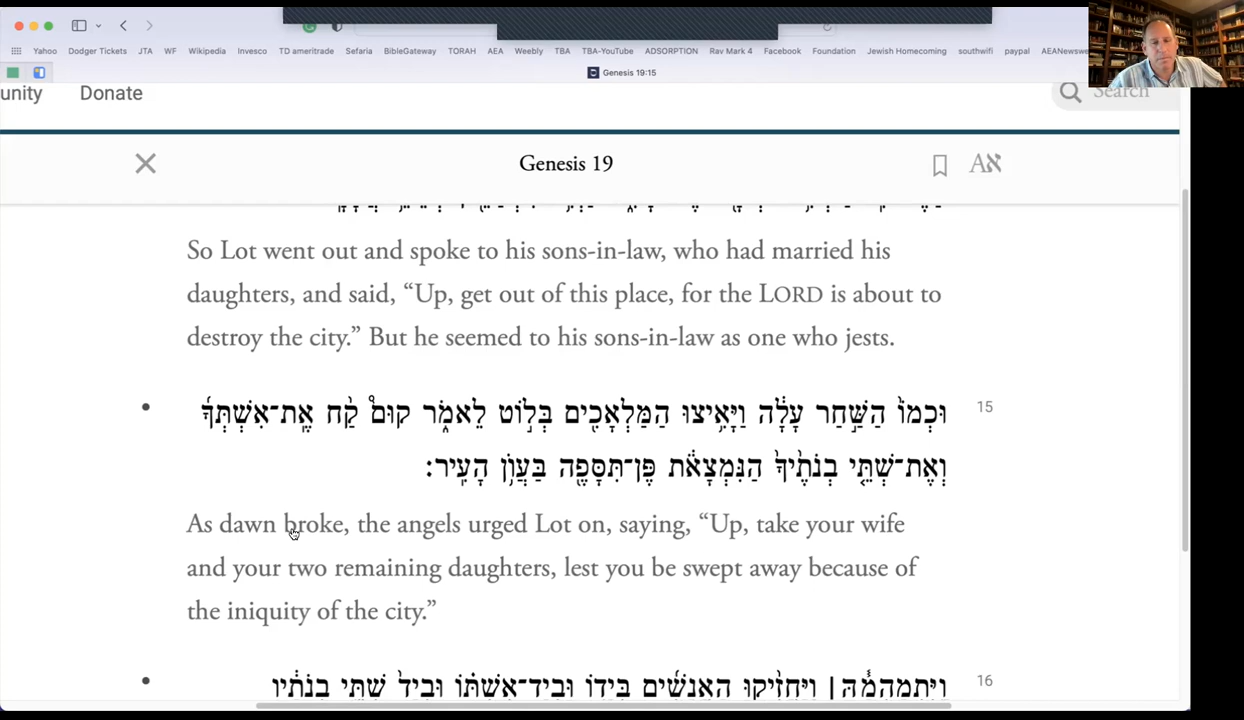 Yahoo Dodger Tickets JTA WF Wikipedia Invesco TD ameritrade Sefaria BibleGateway TORAH AEA Weebly TBA TBA-YouTube ADSORPTION Rav Mark 4 Facebook Foundation Jewish Homecoming southwifi paypal AEANewswe
Genesis 19:15
unity Donate
Search
Genesis 19
So Lot went out and spoke to his sons-in-law, who had married his
daughters, and said, “Up, get out of this place, for the LORD is about to
destroy the city.” But he seemed to his sons-in-law as one who jests.
15
וּכְמוֹ֙ הַשַּׁ֣חַר עָלָ֔ה וַיָּאִ֥יצוּ הַמַּלְאָכִ֖ים בְּל֣וֹט לֵאמֹ֑ר קוּם֩ קַ֨ח אֶֽת־אִשְׁתְּךָ֜
וְאֶת־שְׁתֵּ֤י בְנֹתֶ֙יךָ֙ הַנִּמְצָאֹ֔ת פֶּן־תִּסָּפֶ֖ה בַּעֲוֺ֥ן הָעִֽיר׃
As dawn broke, the angels urged Lot on, saying, “Up, take your wife
and your two remaining daughters, lest you be swept away because of
the iniquity of the city.”
16
וַֽיִּתְמַהְמָ֓הּ ׀ וַיַּחֲזִ֨יקוּ הָאֲנָשִׁ֜ים בְּיָד֣וֹ וּבְיַד־אִשְׁתּ֗וֹ וּבְיַד֙ שְׁתֵּ֣י בְנֹתָ֔יו